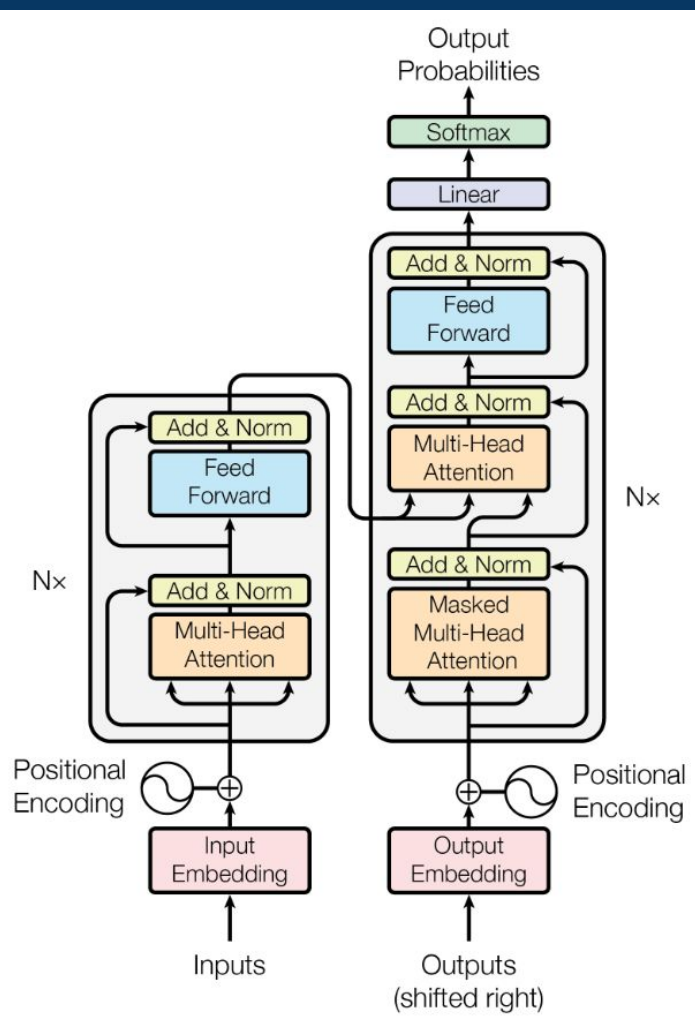 Output
Probabilities
Softmax
Linear
Add & Norm
Feed
Forward
Add & Norm
Multi-Head
Attention
Add & Norm
Masked
Multi-Head
Attention
N×
Add & Norm
Feed
Forward
Add & Norm
Multi-Head
Attention
N×
Positional
Encoding
Positional
Encoding
Input
Embedding
Output
Embedding
Inputs
Outputs
(shifted right)